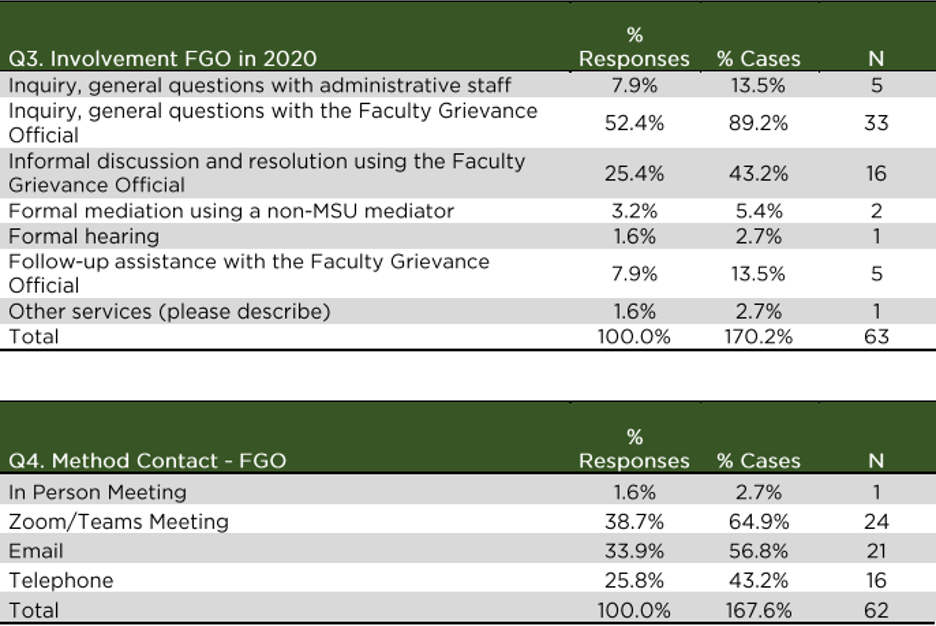 %
Q3. Involvement FGO in 2020 Responses % Cases N
Inquiry, general questions with administrative staff 7.9% 13.5% 5
Inquiry, general questions with the Faculty Grievance
Official 52.4% 89.2% 33
Informal discussion and resolution using the Faculty
Grievance Official 25.4% 43.2% 16
Formal mediation using a non-MSU mediator 3.2% 5.4% 2
Formal hearing 1.6% 2.7% 1
Follow-up assistance with the Faculty Grievance
Official 7.9% 13.5% 5
Other services (please describe) 1.6% 2.7% 1
Total 100.0% 170.2% 63
%
Q4. Method Contact - FGO Responses % Cases N
In Person Meeting 1.6% 2.7% 1
Zoom/Teams Meeting 38.7% 64.9% 24
Email 33.9% 56.8% 21
Telephone 25.8% 43.2% 16
Total 100.0% 167.6% 62